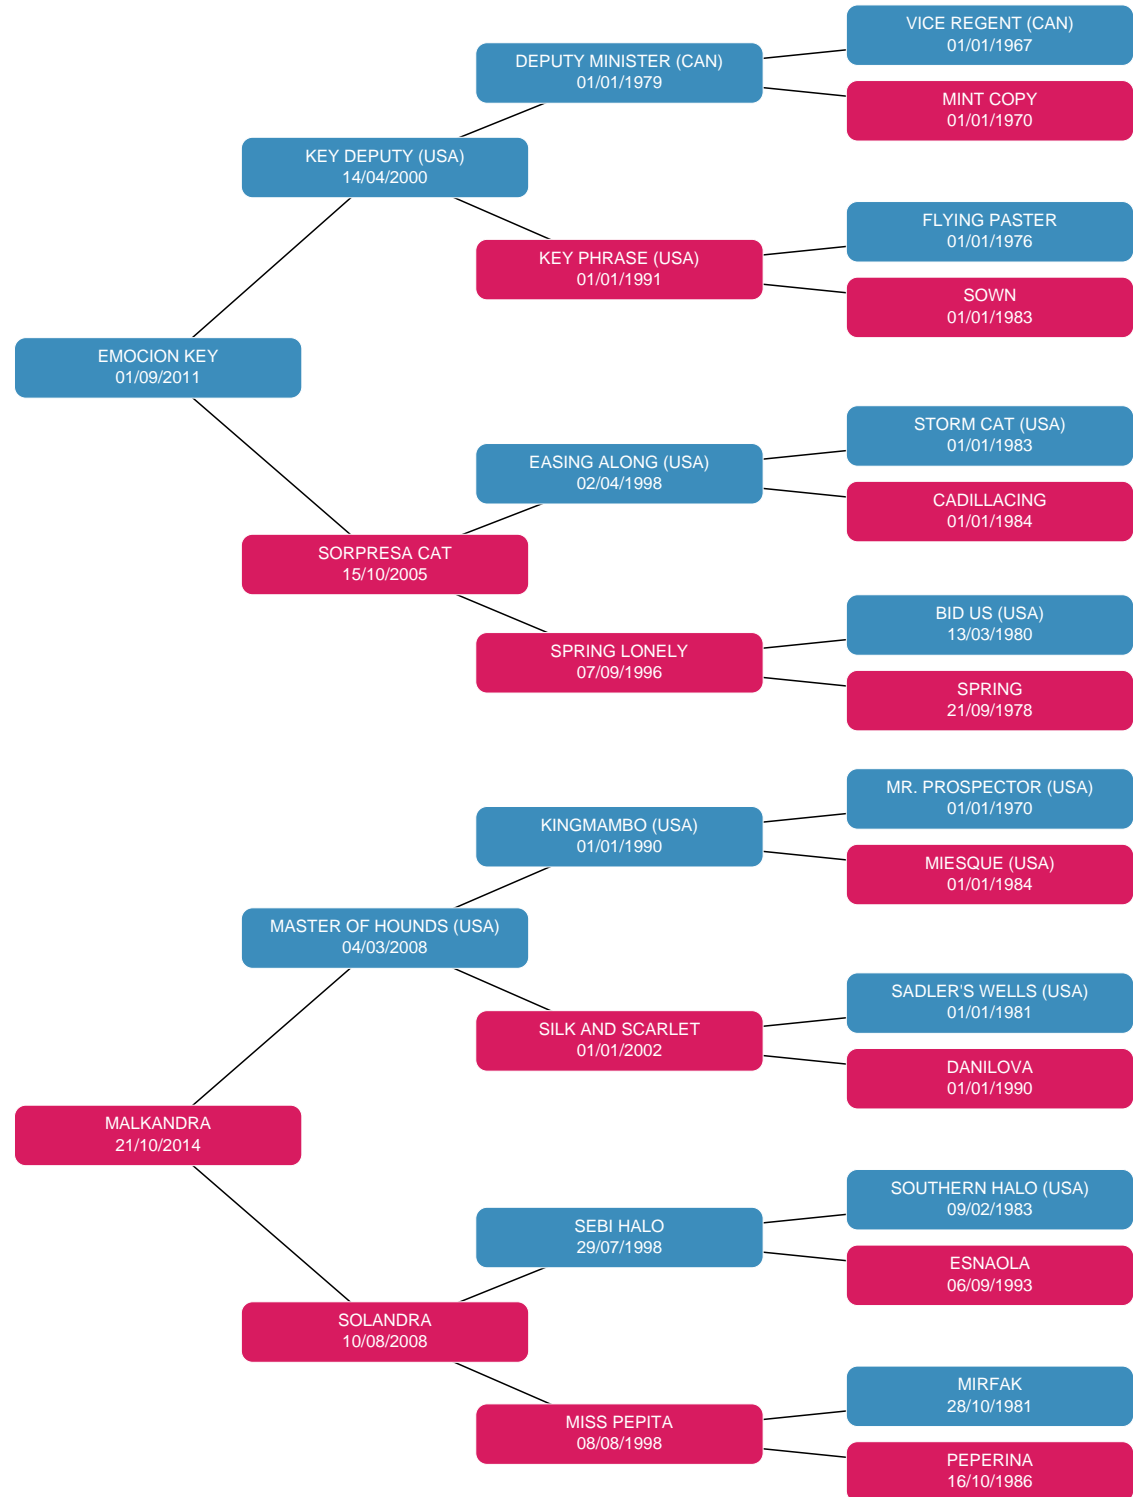 VICE REGENT (CAN)
01/01/1967
DEPUTY MINISTER (CAN)
01/01/1979
MINT COPY
01/01/1970
KEY DEPUTY (USA)
14/04/2000
FLYING PASTER
01/01/1976
KEY PHRASE (USA)
01/01/1991
SOWN
01/01/1983
EMOCION KEY
01/09/2011
STORM CAT (USA)
01/01/1983
EASING ALONG (USA)
02/04/1998
CADILLACING
01/01/1984
SORPRESA CAT
15/10/2005
BID US (USA)
13/03/1980
SPRING LONELY
07/09/1996
SPRING
21/09/1978
MR. PROSPECTOR (USA)
01/01/1970
KINGMAMBO (USA)
01/01/1990
MIESQUE (USA)
01/01/1984
MASTER OF HOUNDS (USA)
04/03/2008
SADLER'S WELLS (USA)
01/01/1981
SILK AND SCARLET
01/01/2002
DANILOVA
01/01/1990
MALKANDRA
21/10/2014
SOUTHERN HALO (USA)
09/02/1983
SEBI HALO
29/07/1998
ESNAOLA
06/09/1993
SOLANDRA
10/08/2008
MIRFAK
28/10/1981
MISS PEPITA
08/08/1998
PEPERINA
16/10/1986